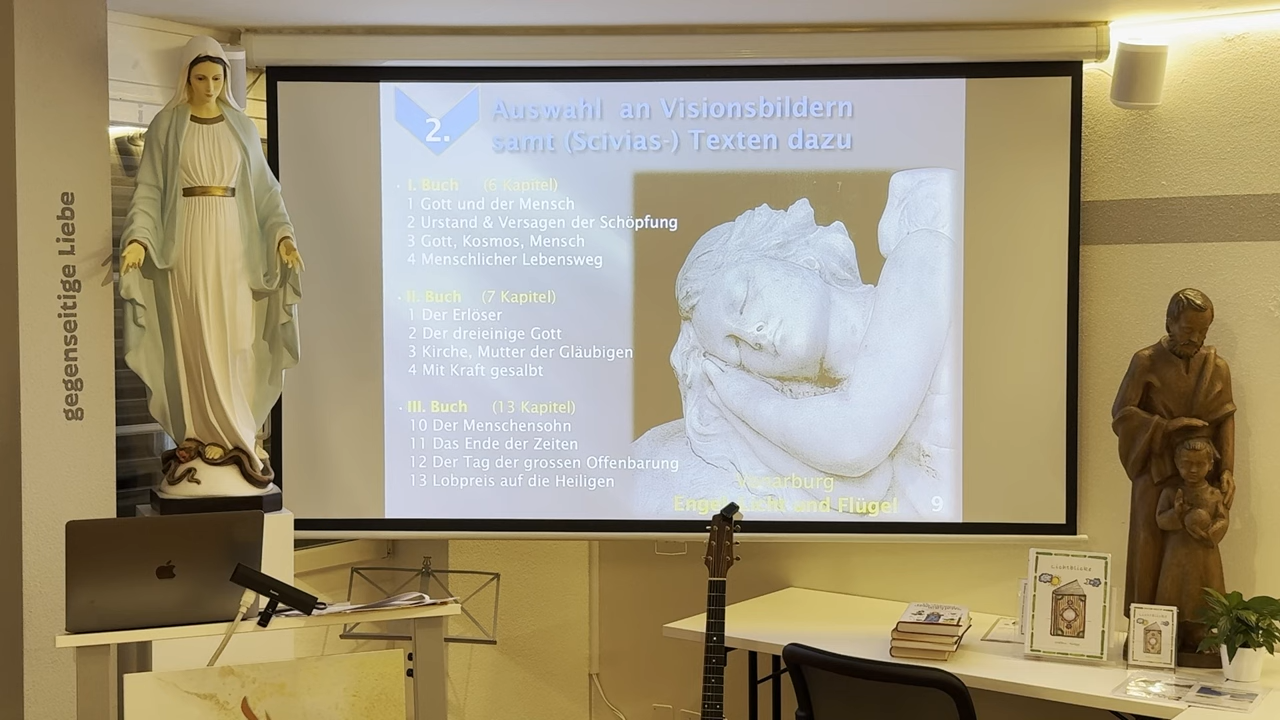 gegenseitige Liebe
2.
Auswahl an Visionsbildern
samt (Scivias-) Texten dazu
I. Buch (6 Kapitel)
1 Gott und der Mensch
2 Urstand & Versagen der Schöpfung
3 Gott, Kosmos, Mensch
4 Menschlicher Lebensweg
II. Buch (7 Kapitel)
1 Der Erlöser
2 Der dreieinige Gott
3 Kirche, Mutter der Gläubigen
4 Mit Kraft gesalbt
III. Buch (13 Kapitel)
10 Der Menschensohn
11 Das Ende der Zeiten
12 Der Tag der grossen Offenbarung
13 Lobpreis auf die Heiligen
und Flügel
9